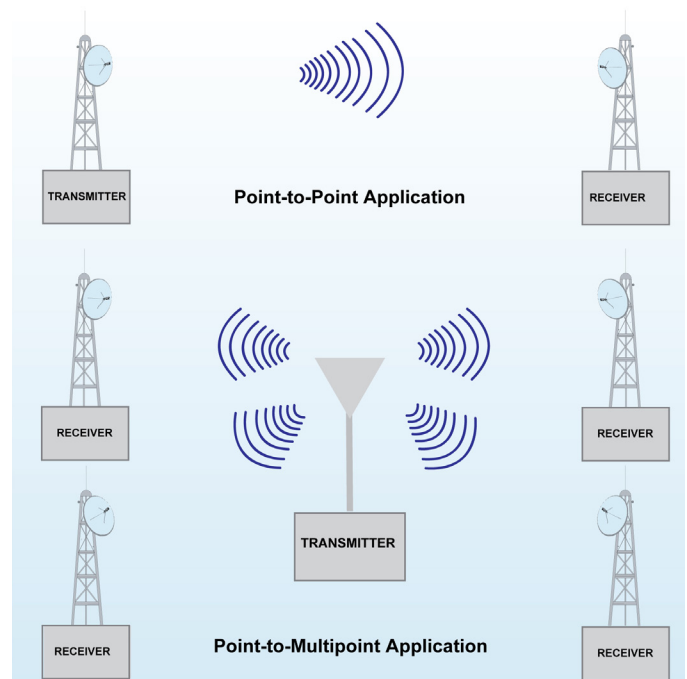 TRANSMITTER
RECEIVER
Point-to-Point Application
RECEIVER
RECEIVER
TRANSMITTER
RECEIVER
RECEIVER
Point-to-Multipoint Application